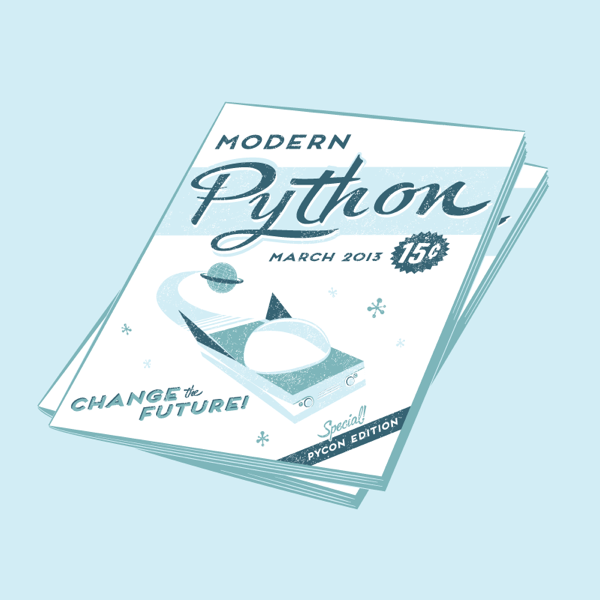 MODERN
Python
MARCH 2013
15¢
CHANGE the
FUTURE!
Special!
PYCON EDITION